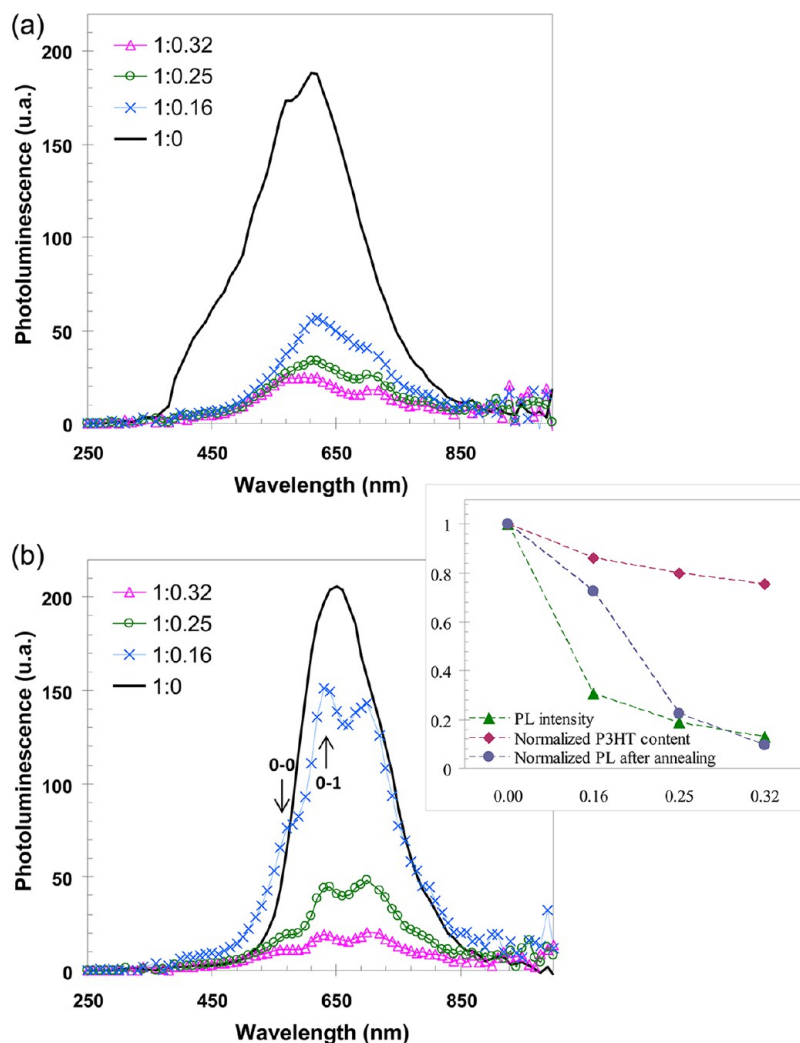 (a)
200
150
100
50
0
Photoluminescence (u.a.)
1:0.32
1:0.25
1:0.16
1:0
250 450 650 850
Wavelength (nm)
(b)
200
150
100
50
0
Photoluminescence (u.a.)
1:0.32
1:0.25
1:0.16
1:0
0-0
0-1
250 450 650 850
Wavelength (nm)
1
0.8
0.6
0.4
0.2
0
PL intensity
Normalized P3HT content
Normalized PL after annealing
0.00 0.16 0.25 0.32